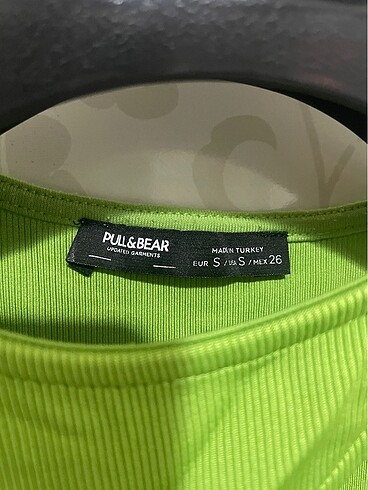 PULL&BEAR
UPDATED GARMENTS
MADE IN TURKEY
EUR S / USA S / MEX 26